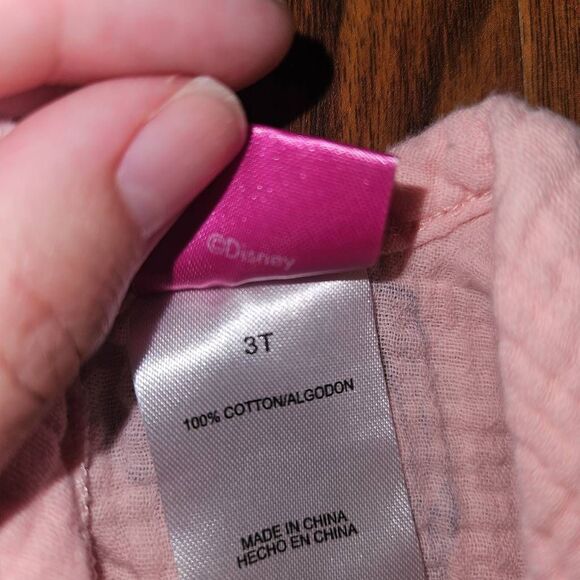 ©Disney
3T
100% COTTON/ALGODON
MADE IN CHINA
HECHO EN CHINA